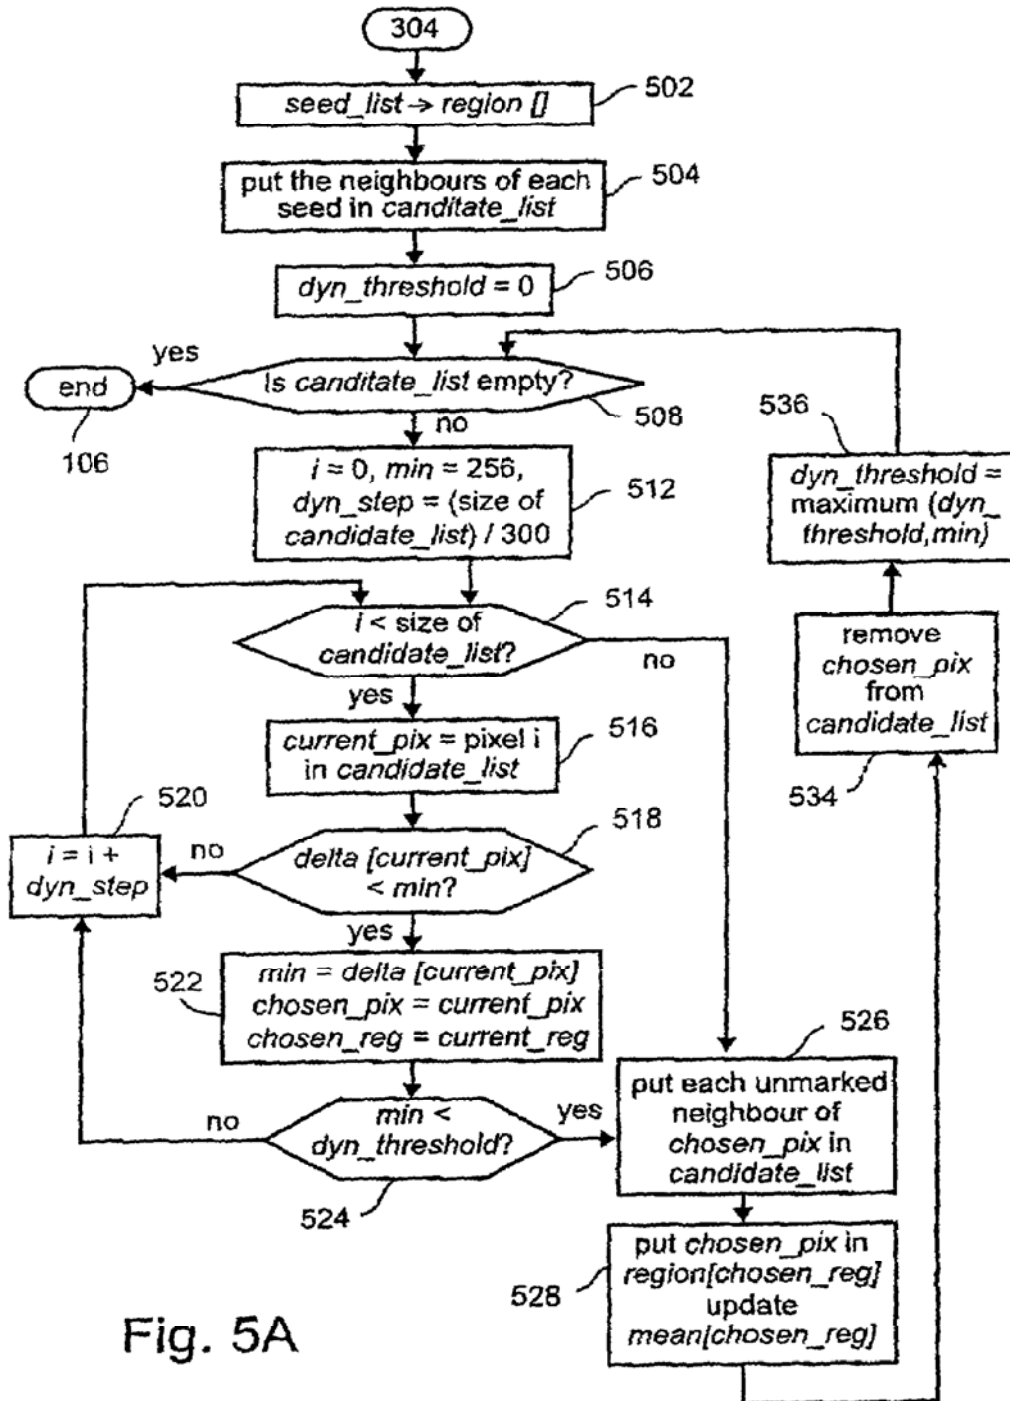 304
seed_list → region []
502
put the neighbours of each
seed in canditate_list
504
dyn_threshold = 0
506
yes
end
106
Is canditate_list empty?
508
no
i = 0, min = 256,
dyn_step = (size of
candidate_list) / 300
512
536
dyn_threshold =
maximum (dyn_
threshold,min)
i < size of
candidate_list?
514
no
yes
remove
chosen_pix
from
candidate_list
534
current_pix = pixel i
in candidate_list
516
520
i = i +
dyn_step
no
delta [current_pix]
< min?
518
yes
522
min = delta [current_pix]
chosen_pix = current_pix
chosen_reg = current_reg
526
put each unmarked
neighbour of
chosen_pix in
candidate_list
no
min <
dyn_threshold?
yes
524
528
put chosen_pix in
region[chosen_reg]
update
mean[chosen_reg]
Fig. 5A